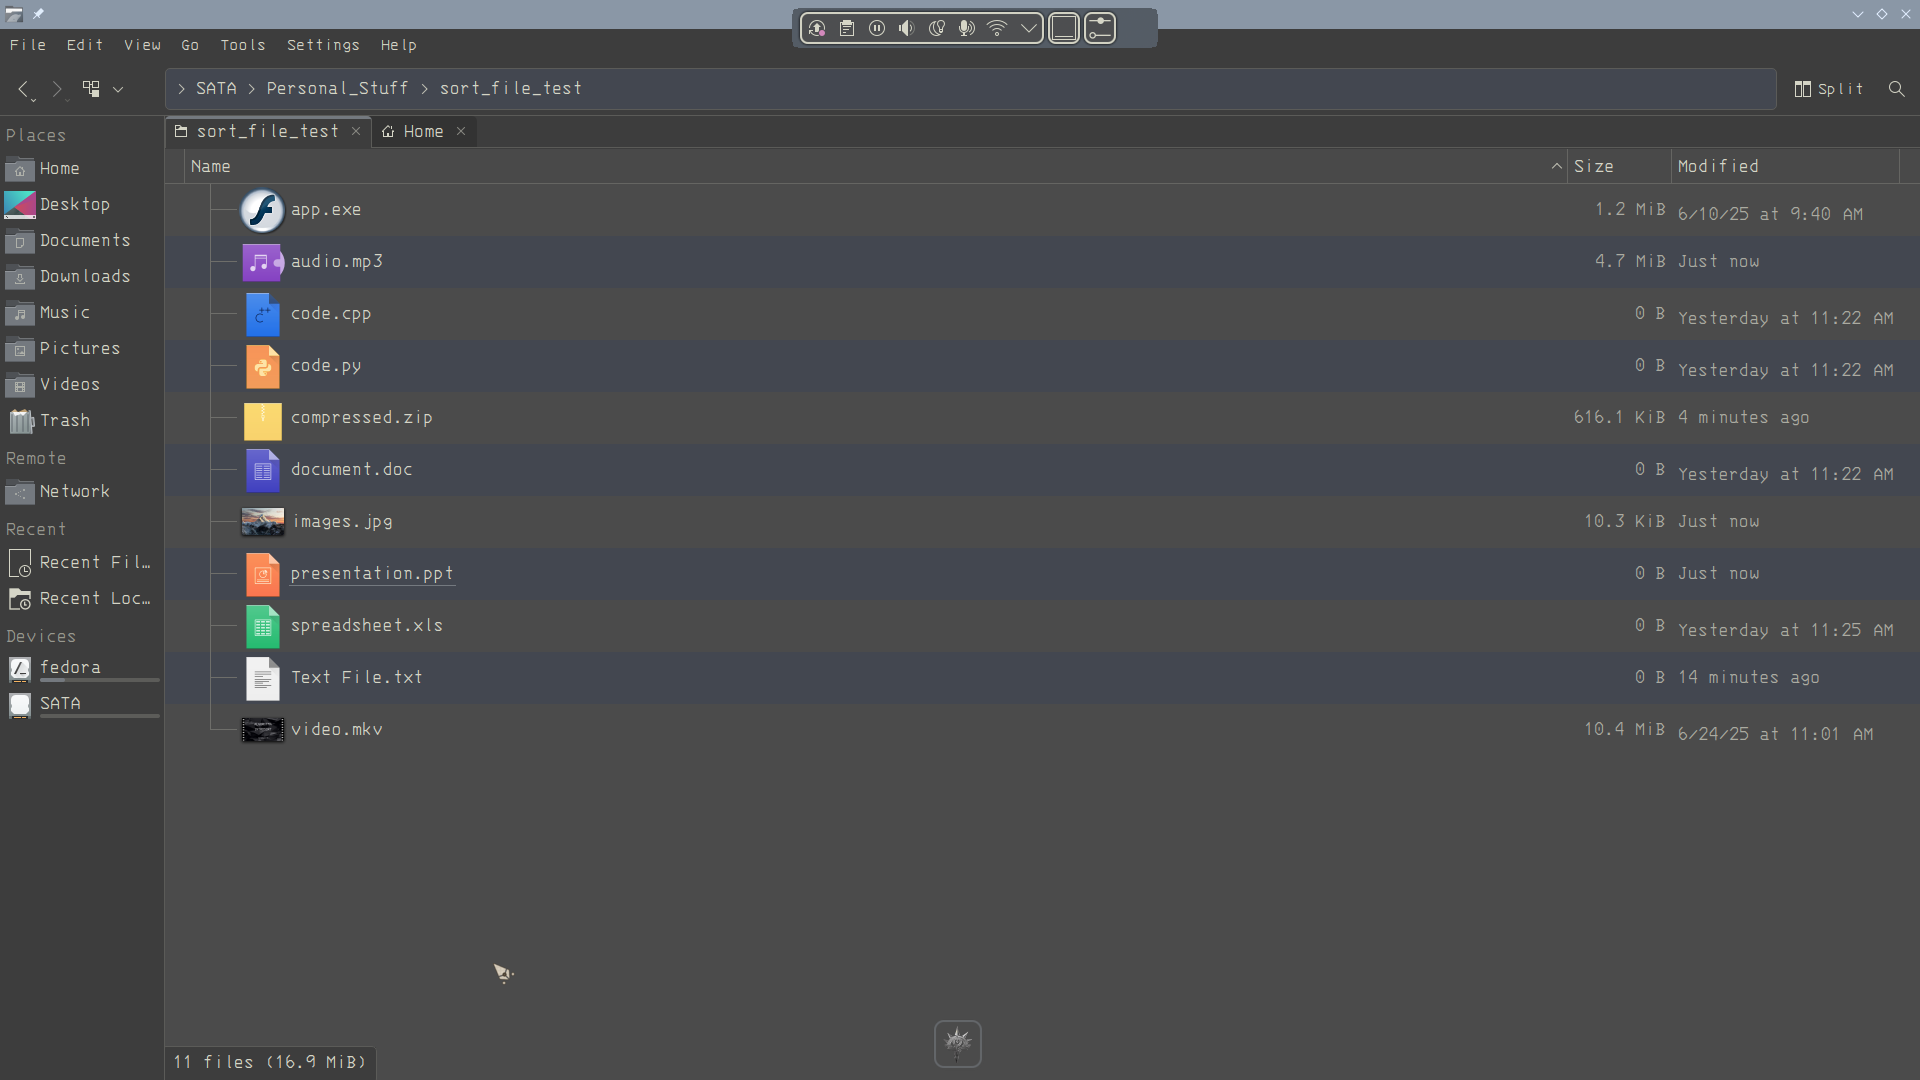 File Edit View Go Tools Settings Help
> SATA > Personal_Stuff > sort_file_test
Split
Places
Home
Desktop
Documents
Downloads
Music
Pictures
Videos
Trash
Remote
Network
Recent
Recent Fil…
Recent Loc…
Devices
fedora
SATA
sort_file_test
Home
Name Size Modified
app.exe 1.2 MiB 6/10/25 at 9:40 AM
audio.mp3 4.7 MiB Just now
code.cpp 0 B Yesterday at 11:22 AM
code.py 0 B Yesterday at 11:22 AM
compressed.zip 616.1 KiB 4 minutes ago
document.doc 0 B Yesterday at 11:22 AM
images.jpg 10.3 KiB Just now
presentation.ppt 0 B Just now
spreadsheet.xls 0 B Yesterday at 11:25 AM
Text File.txt 0 B 14 minutes ago
video.mkv 10.4 MiB 6/24/25 at 11:01 AM
11 files (16.9 MiB)